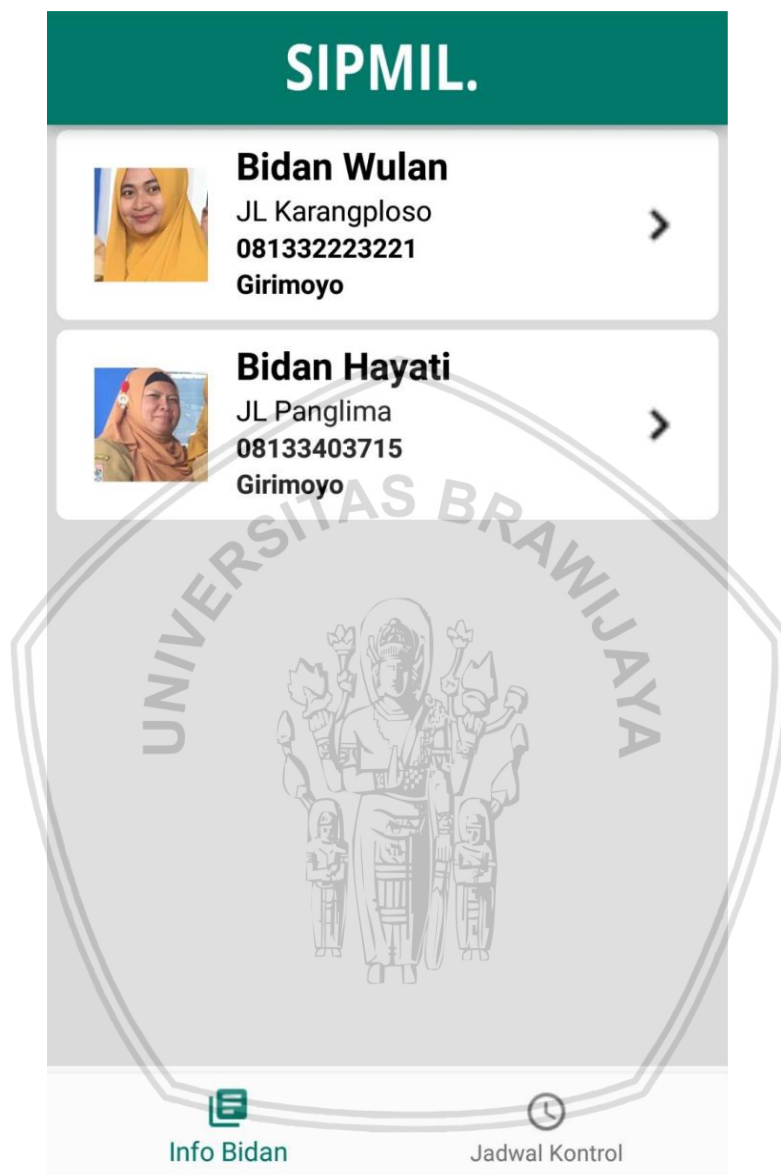 SIPMIL.
Bidan Wulan
JL Karangploso
081332223221
Girimoyo
Bidan Hayati
JL Panglima
08133403715
Girimoyo
UNIVERSITAS BRAWIJAYA
Info Bidan
Jadwal Kontrol